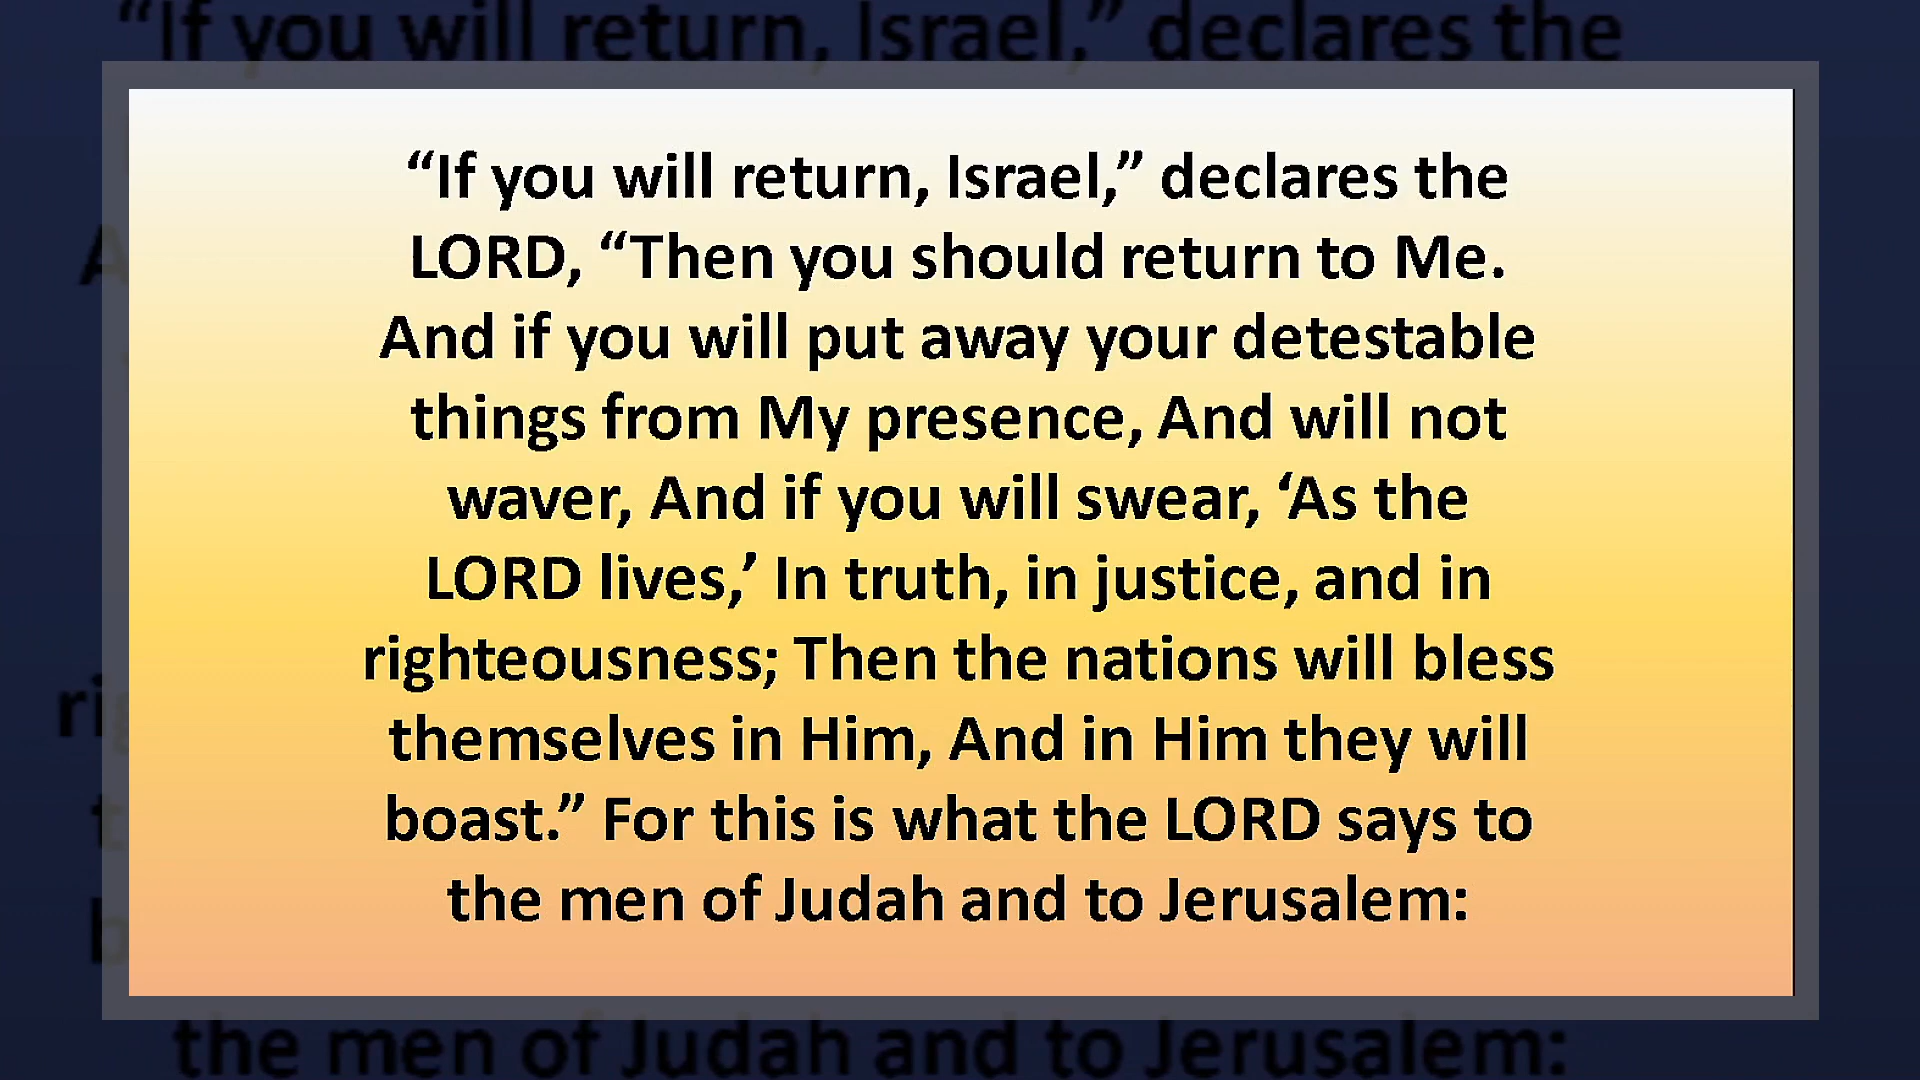 “If you will return, Israel,” declares the
“If you will return, Israel,” declares the
LORD, “Then you should return to Me.
And if you will put away your detestable
things from My presence, And will not
waver, And if you will swear, ‘As the
LORD lives,’ In truth, in justice, and in
righteousness; Then the nations will bless
themselves in Him, And in Him they will
boast.” For this is what the LORD says to
the men of Judah and to Jerusalem:
the men of Judah and to Jerusalem: